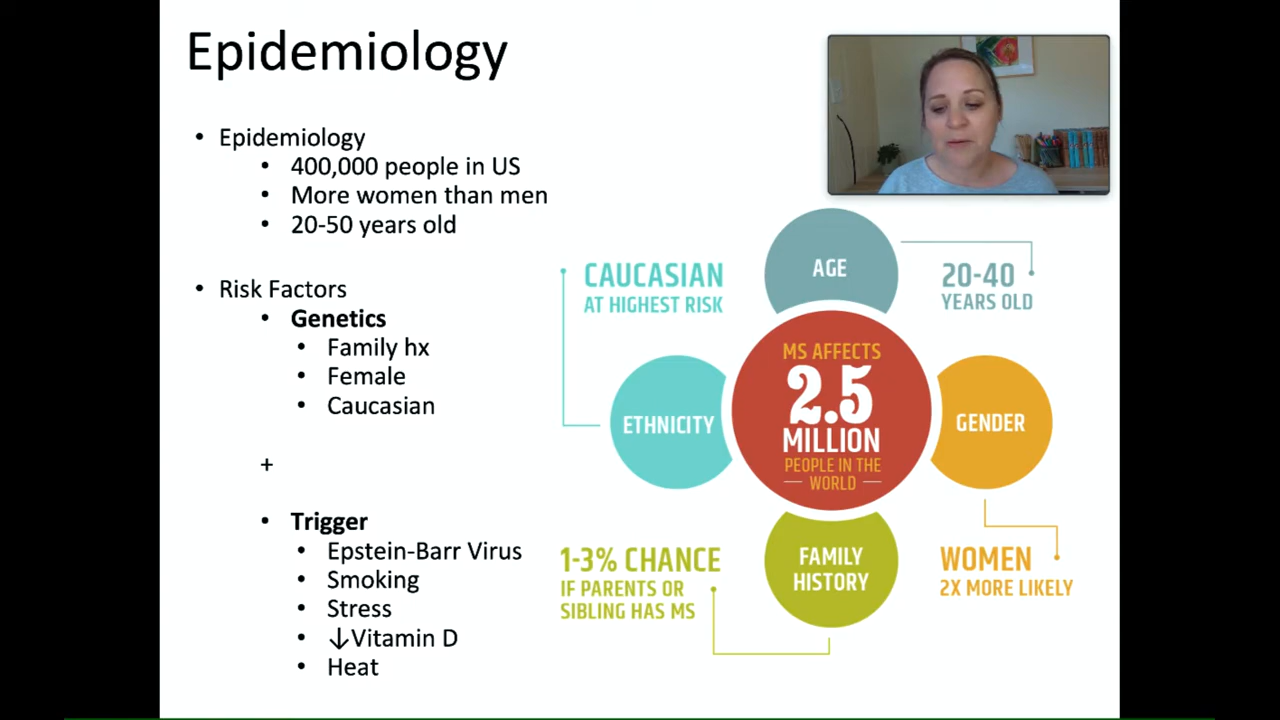 Epidemiology
• Epidemiology
• 400,000 people in US
• More women than men
• 20-50 years old
• Risk Factors
• Genetics
• Family hx
• Female
• Caucasian
+
• Trigger
• Epstein-Barr Virus
• Smoking
• Stress
• ↓Vitamin D
• Heat
CAUCASIAN
AT HIGHEST RISK
AGE
20-40
YEARS OLD
ETHNICITY
MS AFFECTS
2.5
MILLION
PEOPLE IN THE
WORLD
GENDER
1-3% CHANCE
IF PARENTS OR
SIBLING HAS MS
FAMILY
HISTORY
WOMEN
2X MORE LIKELY